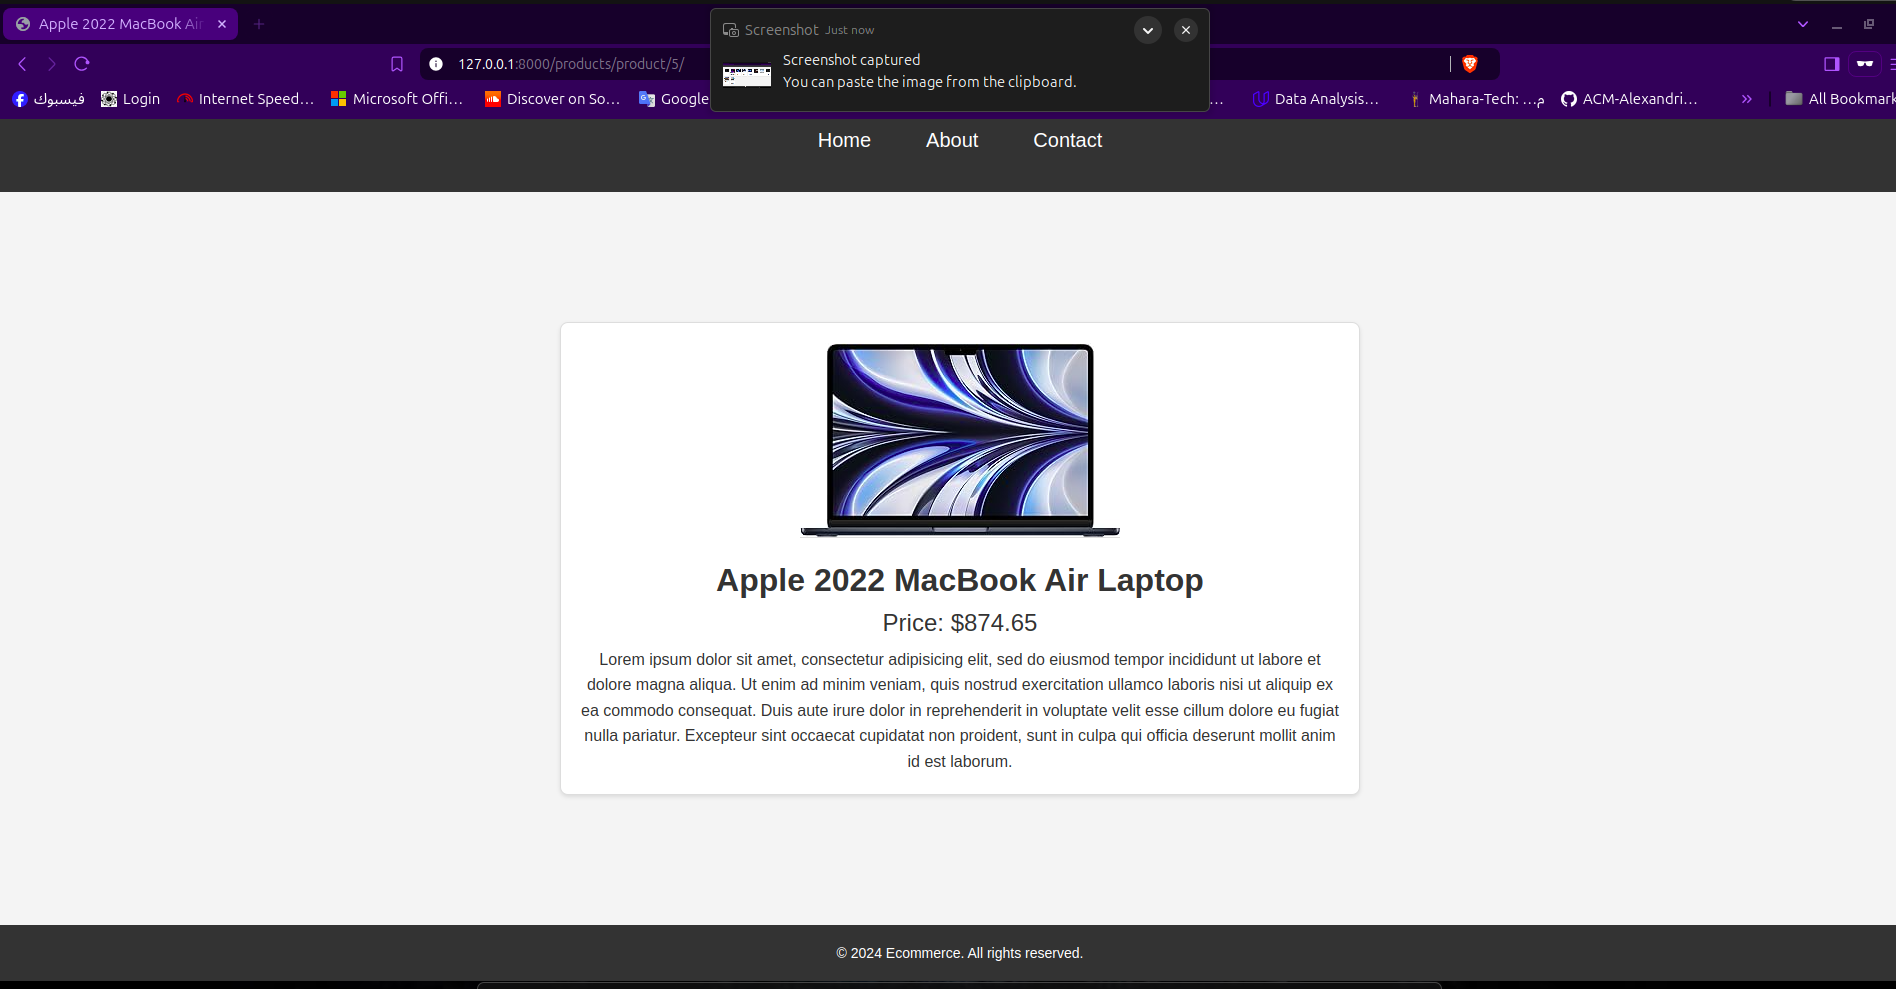 Apple 2022 MacBook Air
Screenshot Just now
Screenshot captured
You can paste the image from the clipboard.
127.0.0.1:8000/products/product/5/
فيسبوك
Login
Internet Speed...
Microsoft Offi...
Discover on So...
Google
...
Data Analysis...
Mahara-Tech: ...م
ACM-Alexandri...
»
All Bookmark
Home
About
Contact
Apple 2022 MacBook Air Laptop
Price: $874.65
Lorem ipsum dolor sit amet, consectetur adipisicing elit, sed do eiusmod tempor incididunt ut labore et
dolore magna aliqua. Ut enim ad minim veniam, quis nostrud exercitation ullamco laboris nisi ut aliquip ex
ea commodo consequat. Duis aute irure dolor in reprehenderit in voluptate velit esse cillum dolore eu fugiat
nulla pariatur. Excepteur sint occaecat cupidatat non proident, sunt in culpa qui officia deserunt mollit anim
id est laborum.
© 2024 Ecommerce. All rights reserved.